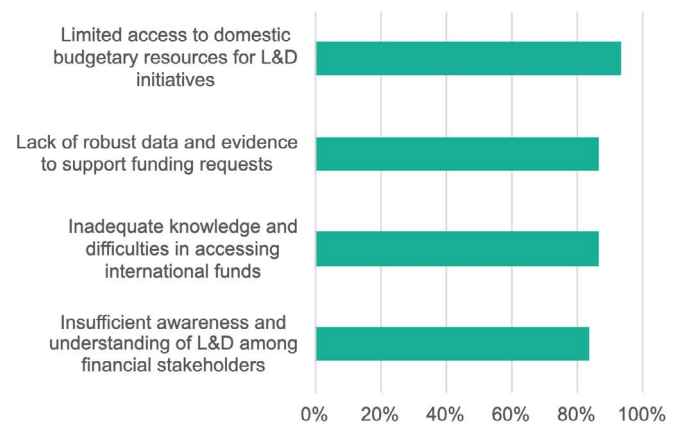 Limited access to domestic
budgetary resources for L&D
initiatives
Lack of robust data and evidence
to support funding requests
Inadequate knowledge and
difficulties in accessing
international funds
Insufficient awareness and
understanding of L&D among
financial stakeholders
0% 20% 40% 60% 80% 100%